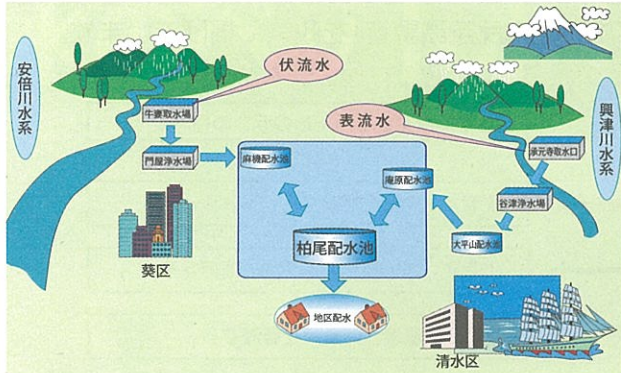 安倍川水系
伏流水
牛妻取水場
門屋浄水場
麻機配水池
葵区
表流水
興津川水系
承元寺取水口
谷津浄水場
庵原配水池
大平山配水池
柏尾配水池
地区配水
清水区